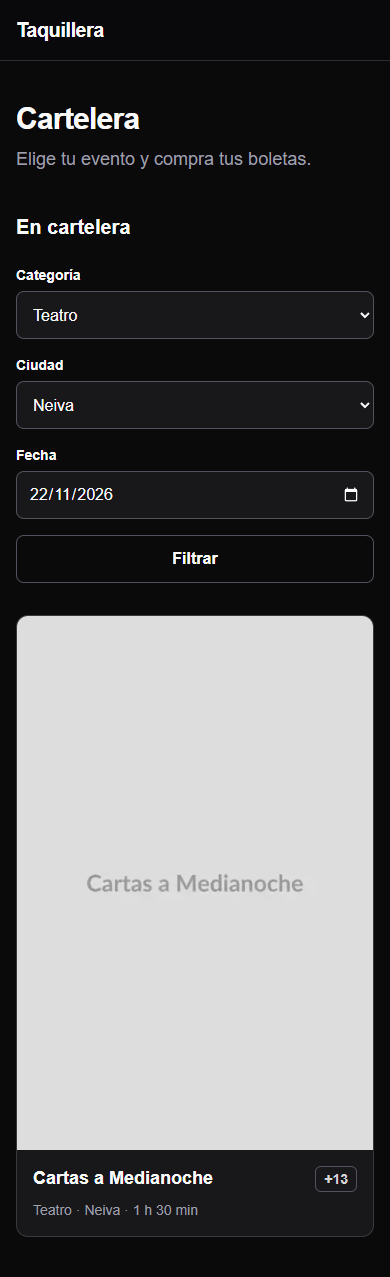 Taquillera
Cartelera
Elige tu evento y compra tus boletas.
En cartelera
Categoría
Teatro
Ciudad
Neiva
Fecha
22/11/2026
Filtrar
Cartas a Medianoche
Cartas a Medianoche
+13
Teatro · Neiva · 1 h 30 min